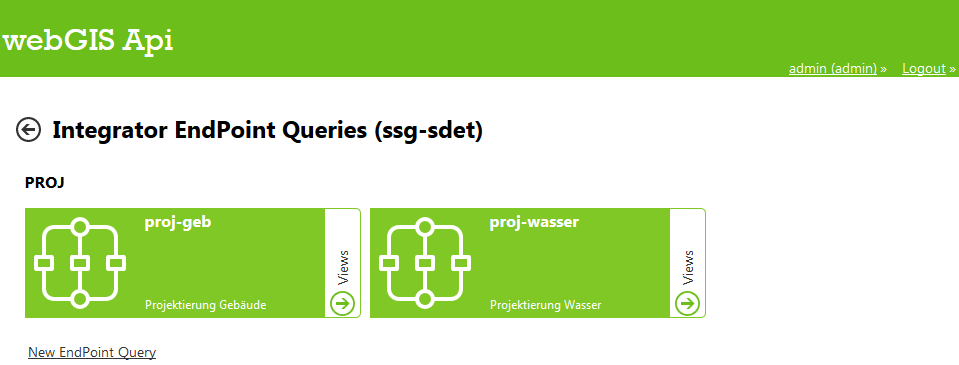 webGIS Api
admin (admin) » Logout »
Integrator EndPoint Queries (ssg-sdet)
PROJ
proj-geb
Projektierung Gebäude
Views
proj-wasser
Projektierung Wasser
Views
New EndPoint Query